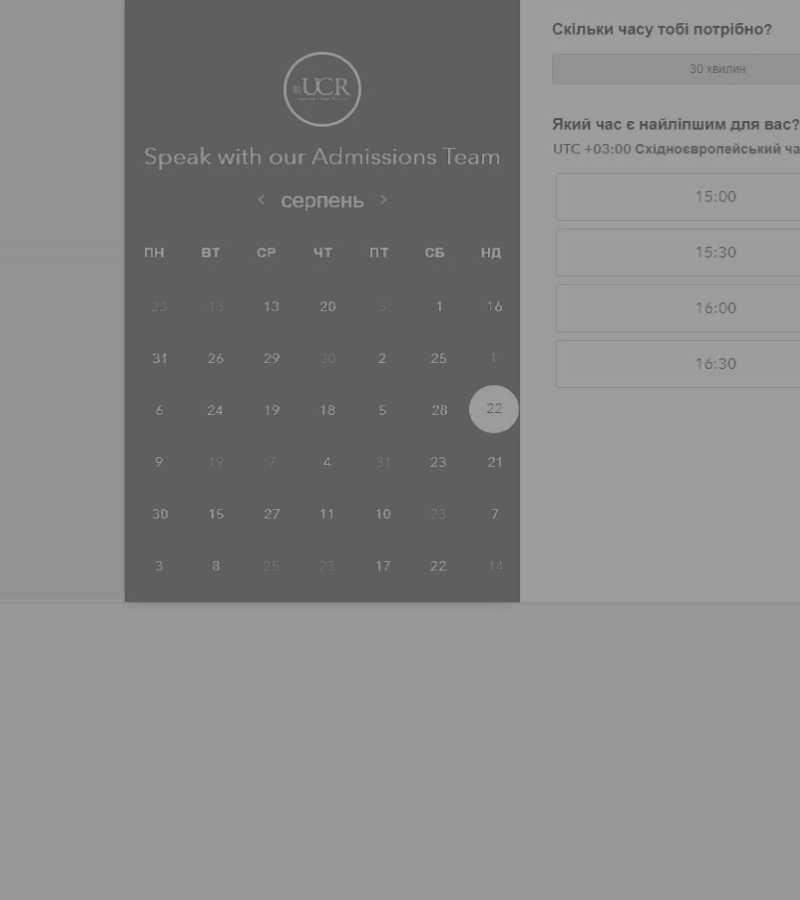 UCR
Speak with our Admissions Team
‹ серпень ›
ПН ВТ СР ЧТ ПТ СБ НД
23 13 13 20 3 1 16
31 26 29 30 2 25 1
6 24 19 18 5 28 22
9 19 7 4 31 23 21
30 15 27 11 10 23 7
3 8 25 23 17 22 14
Скільки часу тобі потрібно?
30 хвилин
Який час є найліпшим для вас?
UTC +03:00 Східноєвропейський ча
15:00
15:30
16:00
16:30